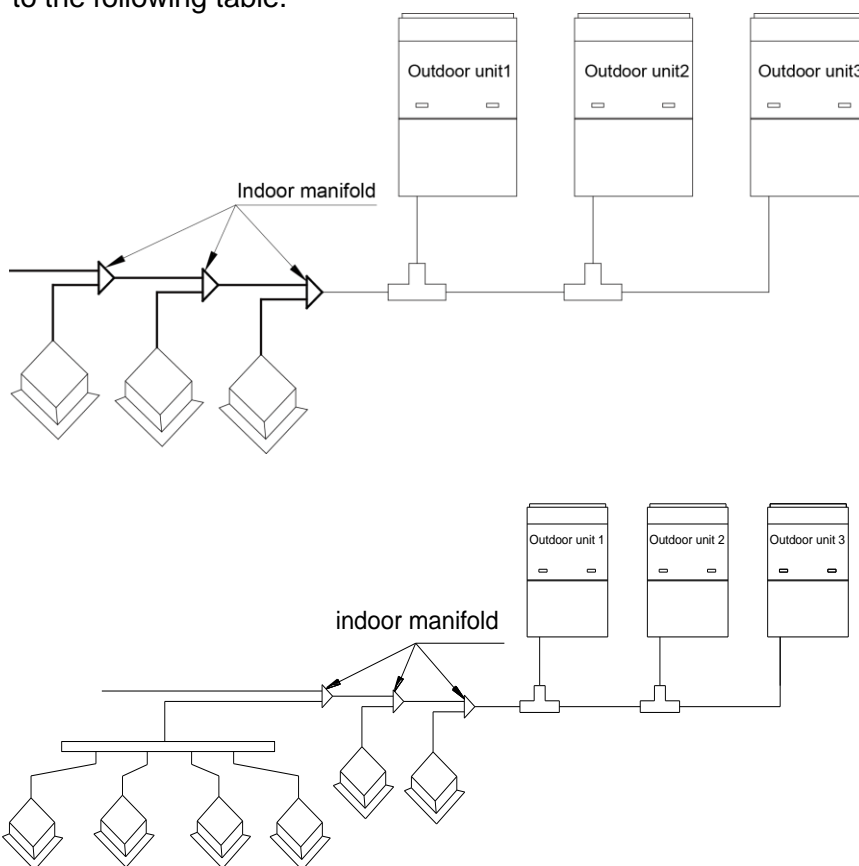 to the following table.
Outdoor unit1
Outdoor unit2
Outdoor unit3
Indoor manifold
Outdoor unit 1
Outdoor unit 2
Outdoor unit 3
indoor manifold